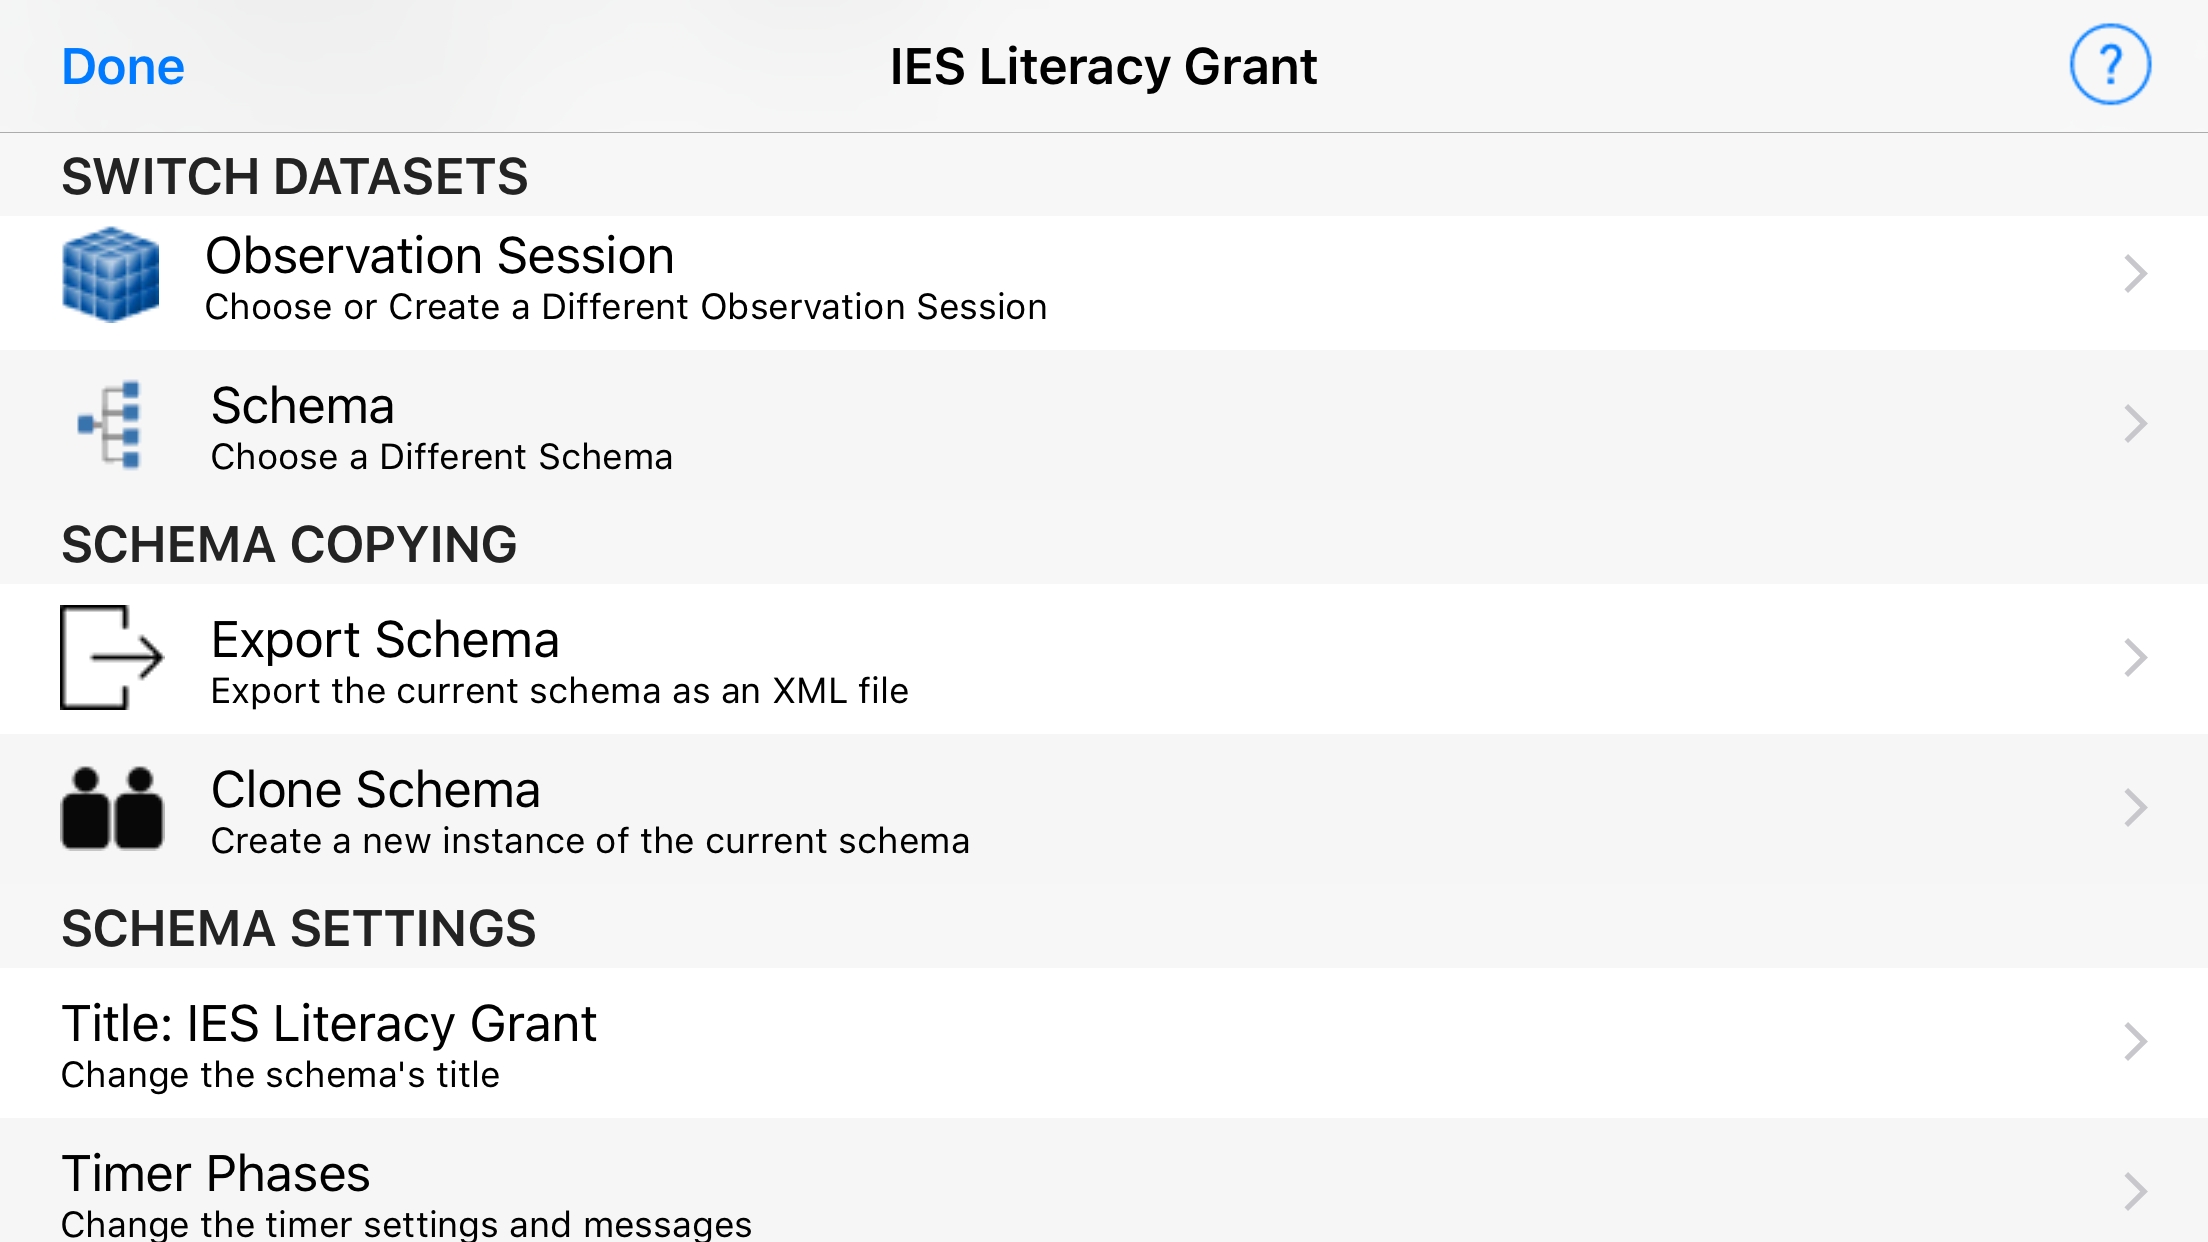 Done
IES Literacy Grant
?
SWITCH DATASETS
Observation Session
Choose or Create a Different Observation Session
Schema
Choose a Different Schema
SCHEMA COPYING
Export Schema
Export the current schema as an XML file
Clone Schema
Create a new instance of the current schema
SCHEMA SETTINGS
Title: IES Literacy Grant
Change the schema's title
Timer Phases
Change the timer settings and messages